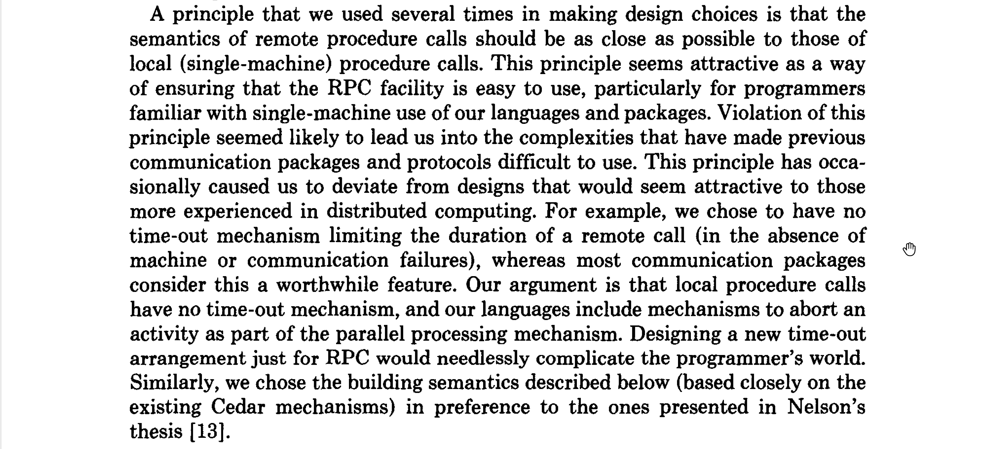 A principle that we used several times in making design choices is that the
semantics of remote procedure calls should be as close as possible to those of
local (single-machine) procedure calls. This principle seems attractive as a way
of ensuring that the RPC facility is easy to use, particularly for programmers
familiar with single-machine use of our languages and packages. Violation of this
principle seemed likely to lead us into the complexities that have made previous
communication packages and protocols difficult to use. This principle has occa-
sionally caused us to deviate from designs that would seem attractive to those
more experienced in distributed computing. For example, we chose to have no
time-out mechanism limiting the duration of a remote call (in the absence of
machine or communication failures), whereas most communication packages
consider this a worthwhile feature. Our argument is that local procedure calls
have no time-out mechanism, and our languages include mechanisms to abort an
activity as part of the parallel processing mechanism. Designing a new time-out
arrangement just for RPC would needlessly complicate the programmer's world.
Similarly, we chose the building semantics described below (based closely on the
existing Cedar mechanisms) in preference to the ones presented in Nelson's
thesis [13].